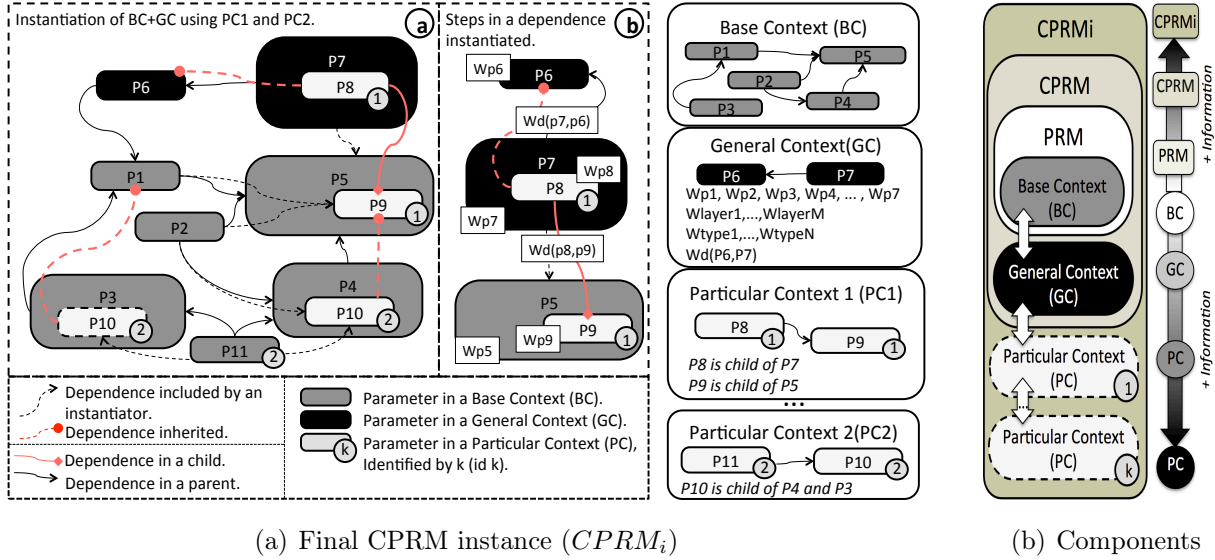 Instantiation of BC+GC using PC1 and PC2.
a
P6
P7
P8
1
P1
P5
P9
1
P2
P3
P10
2
P4
P10
2
P11
2
Steps in a dependence
instantiated.
b
Wp6
P6
Wd(p7,p6)
P7
P8
Wp8
1
Wp7
Wd(p8,p9)
P5
P9
Wp9
1
Wp5
Dependence included by an
instantiator.
Dependence inherited.
Dependence in a child.
Dependence in a parent.
Parameter in a Base Context (BC).
Parameter in a General Context (GC).
Parameter in a Particular Context (PC),
Identified by k (id k).
k
Base Context (BC)
P1
P5
P2
P3
P4
General Context(GC)
P6
P7
Wp1, Wp2, Wp3, Wp4, ... , Wp7
Wlayer1,...,WlayerM
Wtype1,...,WtypeN
Wd(P6,P7)
Particular Context 1 (PC1)
P8
1
P9
1
P8 is child of P7
P9 is child of P5
...
Particular Context 2(PC2)
P11
2
P10
2
P10 is child of P4 and P3
(a) Final CPRM instance (CPRMi)
CPRMi
CPRM
PRM
Base Context
(BC)
General Context
(GC)
Particular Context
(PC)
1
...
Particular Context
(PC)
k
CPRMi
CPRM
PRM
BC
GC
PC
PC
+ Information
+ Information
(b) Components